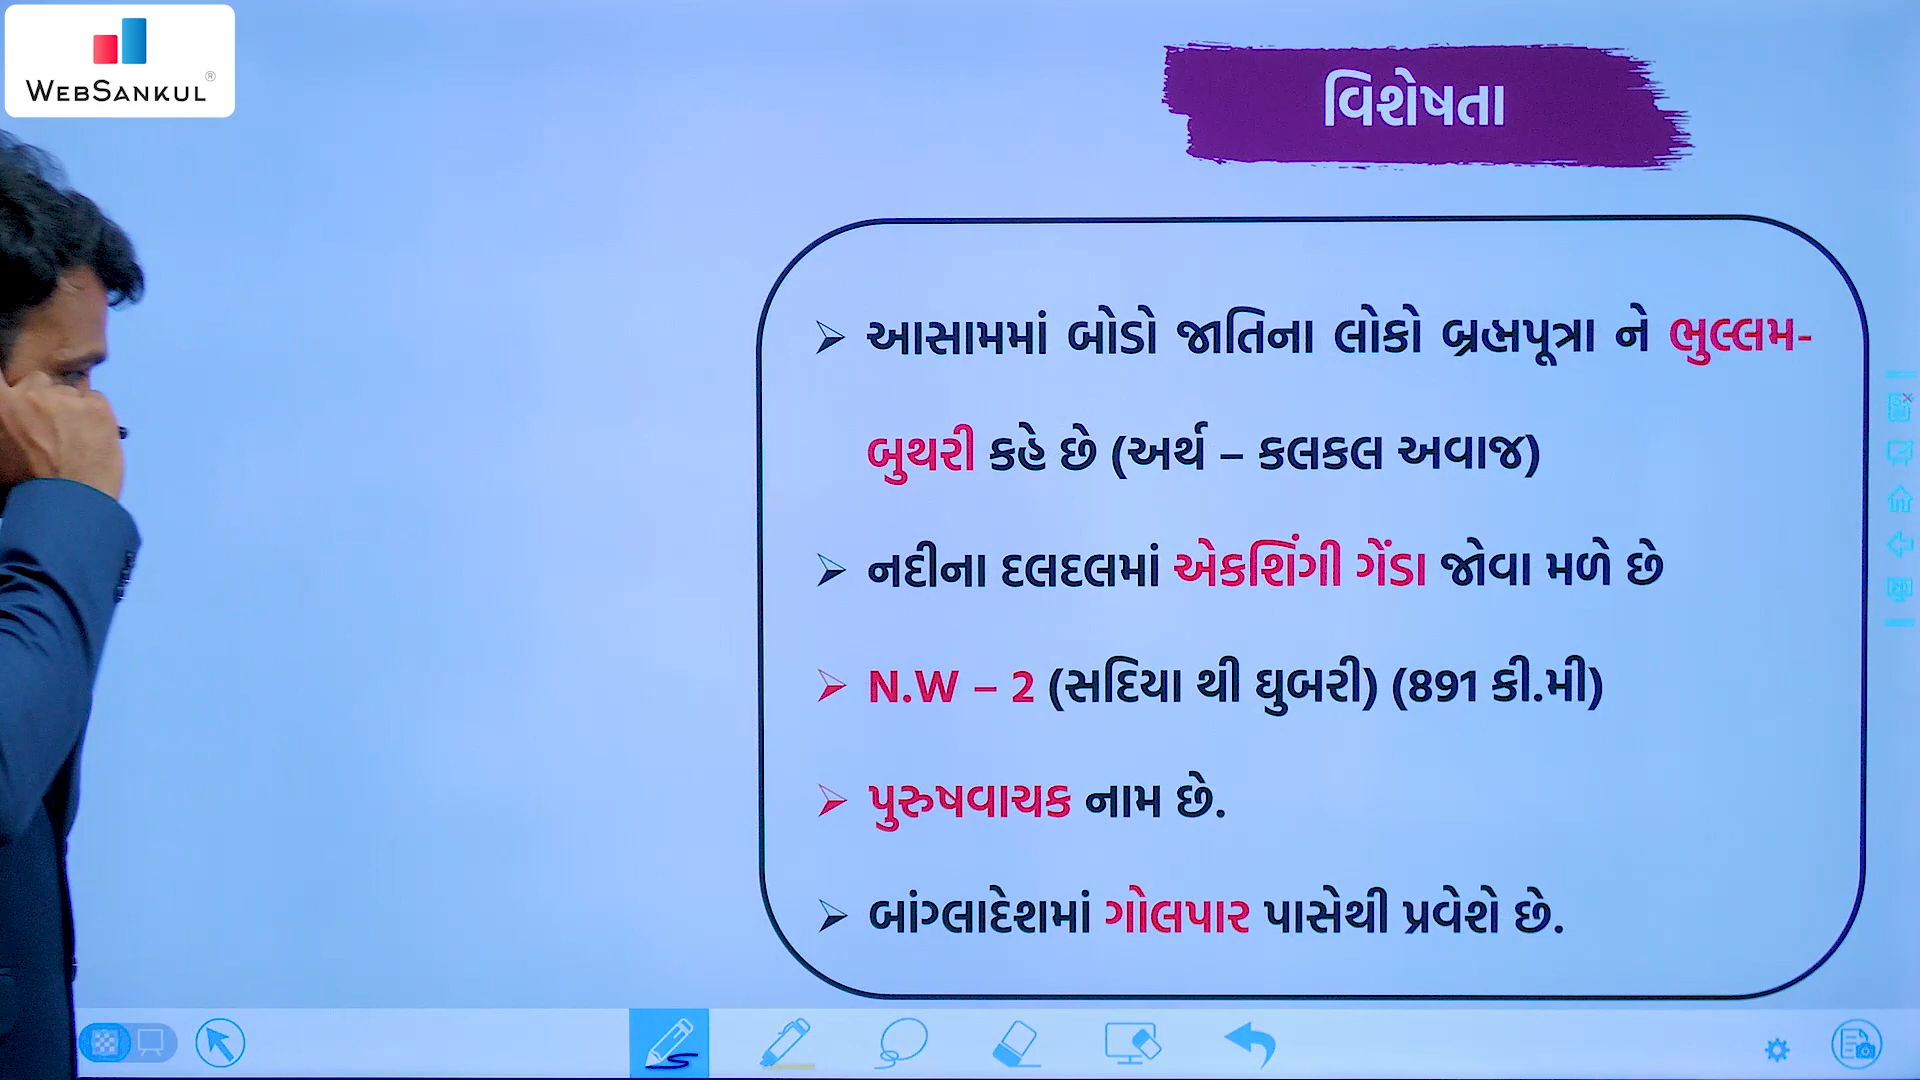 WEBSANKUL®
વિશેષતા
➢ આસામમાં બોડો જાતિના લોકો બ્રહ્મપૂત્રા ને ભુલ્લમ-
બુથરી કહે છે (અર્થ – કલકલ અવાજ)
➢ નદીના દલદલમાં એકશિંગી ગેંડા જોવા મળે છે
➢ N.W – 2 (સદિયા થી ઘુબરી) (891 કી.મી)
➢ પુરુષવાચક નામ છે.
➢ બાંગ્લાદેશમાં ગોલપાર પાસેથી પ્રવેશે છે.